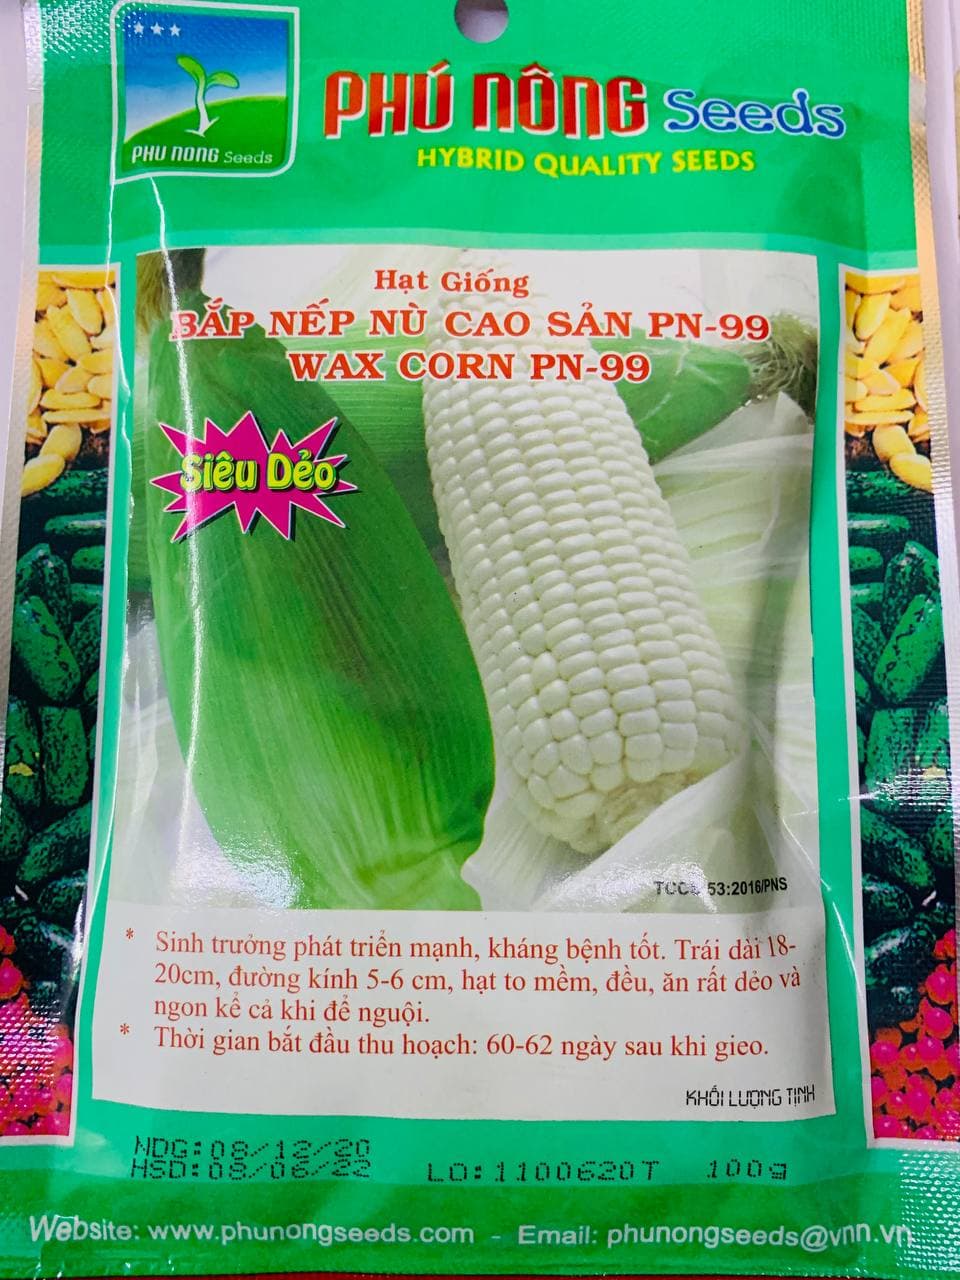 ★★★
PHU NONG Seeds
PHÚ NÔNG Seeds
HYBRID QUALITY SEEDS
Hạt Giống
BẮP NẾP NÙ CAO SẢN PN-99
WAX CORN PN-99
Siêu Dẻo
53:2016/PNS
* Sinh trưởng phát triển mạnh, kháng bệnh tốt. Trái dài 18-
20cm, đường kính 5-6 cm, hạt to mềm, đều, ăn rất dẻo và
ngon kể cả khi để nguội.
* Thời gian bắt đầu thu hoạch: 60-62 ngày sau khi gieo.
KHỐI LƯỢNG TỊNH
NDG:08/12/20
HSD:08/06/22 LO:1100620T 100g
Website: www.phunongseeds.com - Email: phunongseeds@vnn.vn